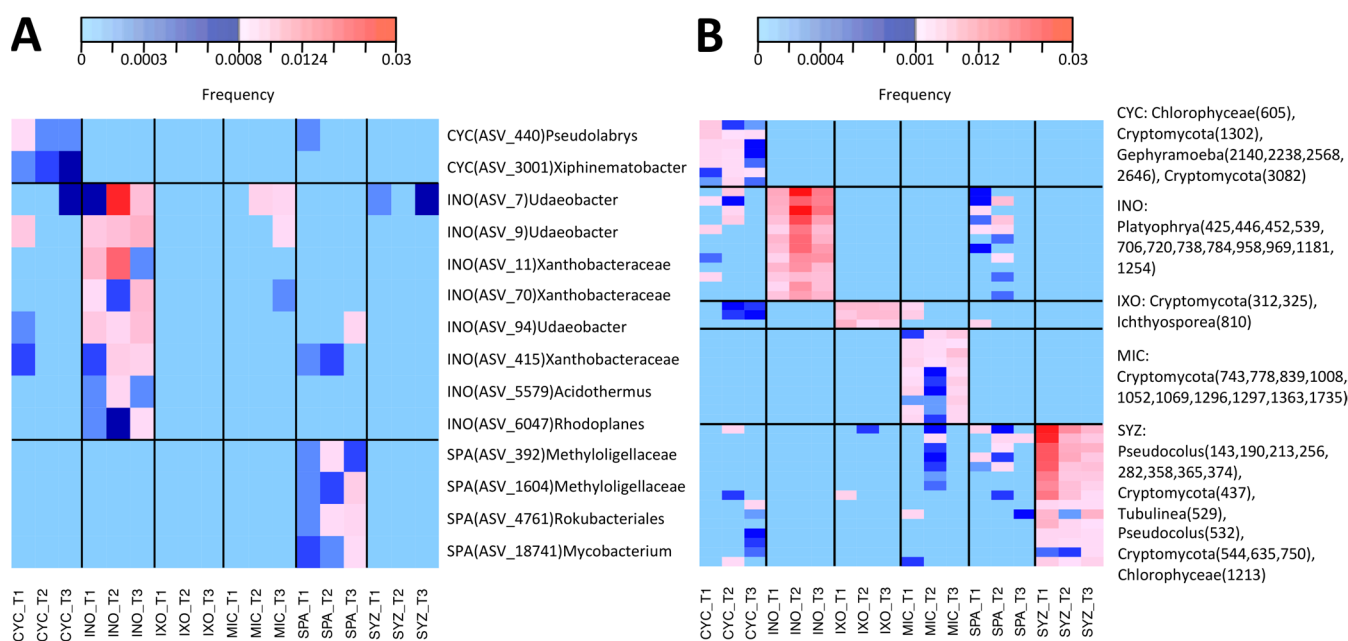 A
0 0.0003 0.0008 0.0124 0.03
Frequency
CYC(ASV_440)Pseudolabrys
CYC(ASV_3001)Xiphinematobacter
INO(ASV_7)Udaeobacter
INO(ASV_9)Udaeobacter
INO(ASV_11)Xanthobacteraceae
INO(ASV_70)Xanthobacteraceae
INO(ASV_94)Udaeobacter
INO(ASV_415)Xanthobacteraceae
INO(ASV_5579)Acidothermus
INO(ASV_6047)Rhodoplanes
SPA(ASV_392)Methyloligellaceae
SPA(ASV_1604)Methyloligellaceae
SPA(ASV_4761)Rokubacteriales
SPA(ASV_18741)Mycobacterium
CYC_T1
CYC_T2
CYC_T3
INO_T1
INO_T2
INO_T3
IXO_T1
IXO_T2
IXO_T3
MIC_T1
MIC_T2
MIC_T3
SPA_T1
SPA_T2
SPA_T3
SYZ_T1
SYZ_T2
SYZ_T3
B
0 0.0004 0.001 0.0124 0.03
Frequency
CYC: Chlorophyceae(605),
Cryptomycota(1302),
Gephyramoeba(2140,2238,2568,
2646), Cryptomycota(3082)
INO:
Platyophrya(425,446,452,539,
706,720,738,784,958,969,1181,
1254)
IXO: Cryptomycota(312,325),
Ichthyosporea(810)
MIC:
Cryptomycota(743,778,839,1008,
1052,1069,1296,1297,1363,1735)
SYZ:
Pseudocolus(143,190,213,256,
282,358,365,374),
Cryptomycota(437),
Tubulinea(529),
Pseudocolus(532),
Cryptomycota(544,635,750),
Chlorophyceae(1213)
CYC_T1
CYC_T2
CYC_T3
INO_T1
INO_T2
INO_T3
IXO_T1
IXO_T2
IXO_T3
MIC_T1
MIC_T2
MIC_T3
SPA_T1
SPA_T2
SPA_T3
SYZ_T1
SYZ_T2
SYZ_T3